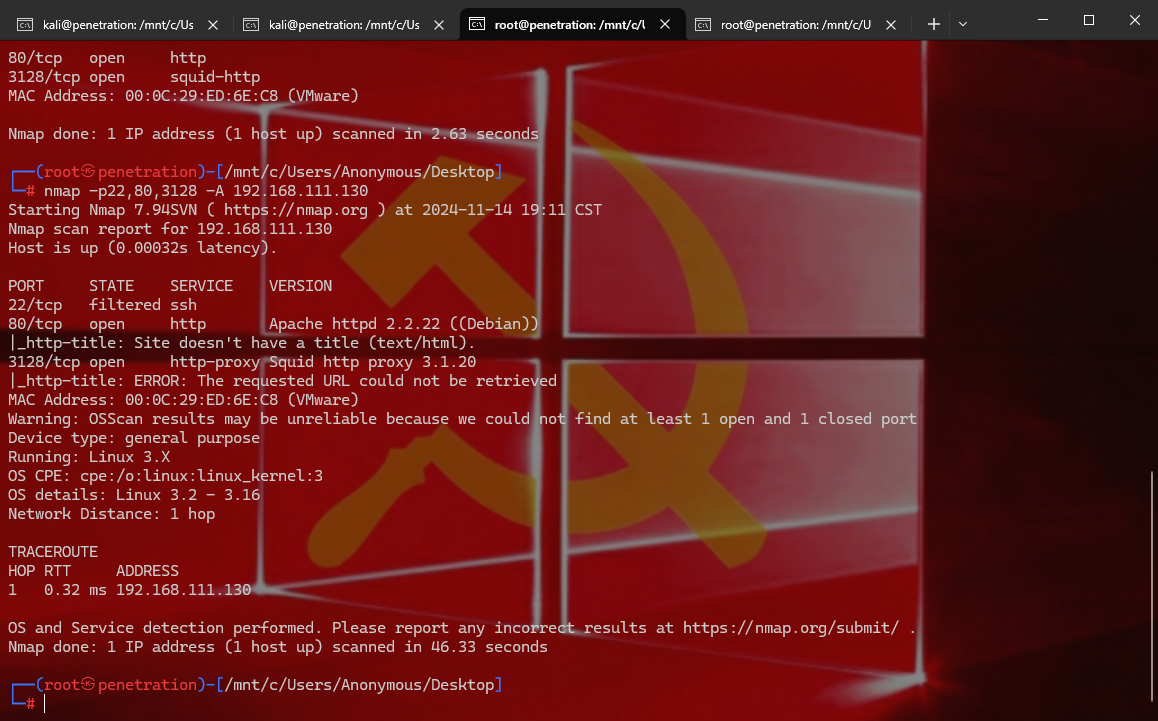 kali@penetration: /mnt/c/Us
kali@penetration: /mnt/c/Us
root@penetration: /mnt/c/l
root@penetration: /mnt/c/U
80/tcp   open     http
3128/tcp open     squid-http
MAC Address: 00:0C:29:ED:6E:C8 (VMware)
Nmap done: 1 IP address (1 host up) scanned in 2.63 seconds
┌──(root㉿penetration)-[/mnt/c/Users/Anonymous/Desktop]
└─# nmap -p22,80,3128 -A 192.168.111.130
Starting Nmap 7.94SVN ( https://nmap.org ) at 2024-11-14 19:11 CST
Nmap scan report for 192.168.111.130
Host is up (0.00032s latency).
PORT     STATE    SERVICE    VERSION
22/tcp   filtered ssh
80/tcp   open     http       Apache httpd 2.2.22 ((Debian))
|_http-title: Site doesn't have a title (text/html).
3128/tcp open     http-proxy Squid http proxy 3.1.20
|_http-title: ERROR: The requested URL could not be retrieved
MAC Address: 00:0C:29:ED:6E:C8 (VMware)
Warning: OSScan results may be unreliable because we could not find at least 1 open and 1 closed port
Device type: general purpose
Running: Linux 3.X
OS CPE: cpe:/o:linux:linux_kernel:3
OS details: Linux 3.2 - 3.16
Network Distance: 1 hop
TRACEROUTE
HOP RTT     ADDRESS
1   0.32 ms 192.168.111.130
OS and Service detection performed. Please report any incorrect results at https://nmap.org/submit/ .
Nmap done: 1 IP address (1 host up) scanned in 46.33 seconds
┌──(root㉿penetration)-[/mnt/c/Users/Anonymous/Desktop]
└─#